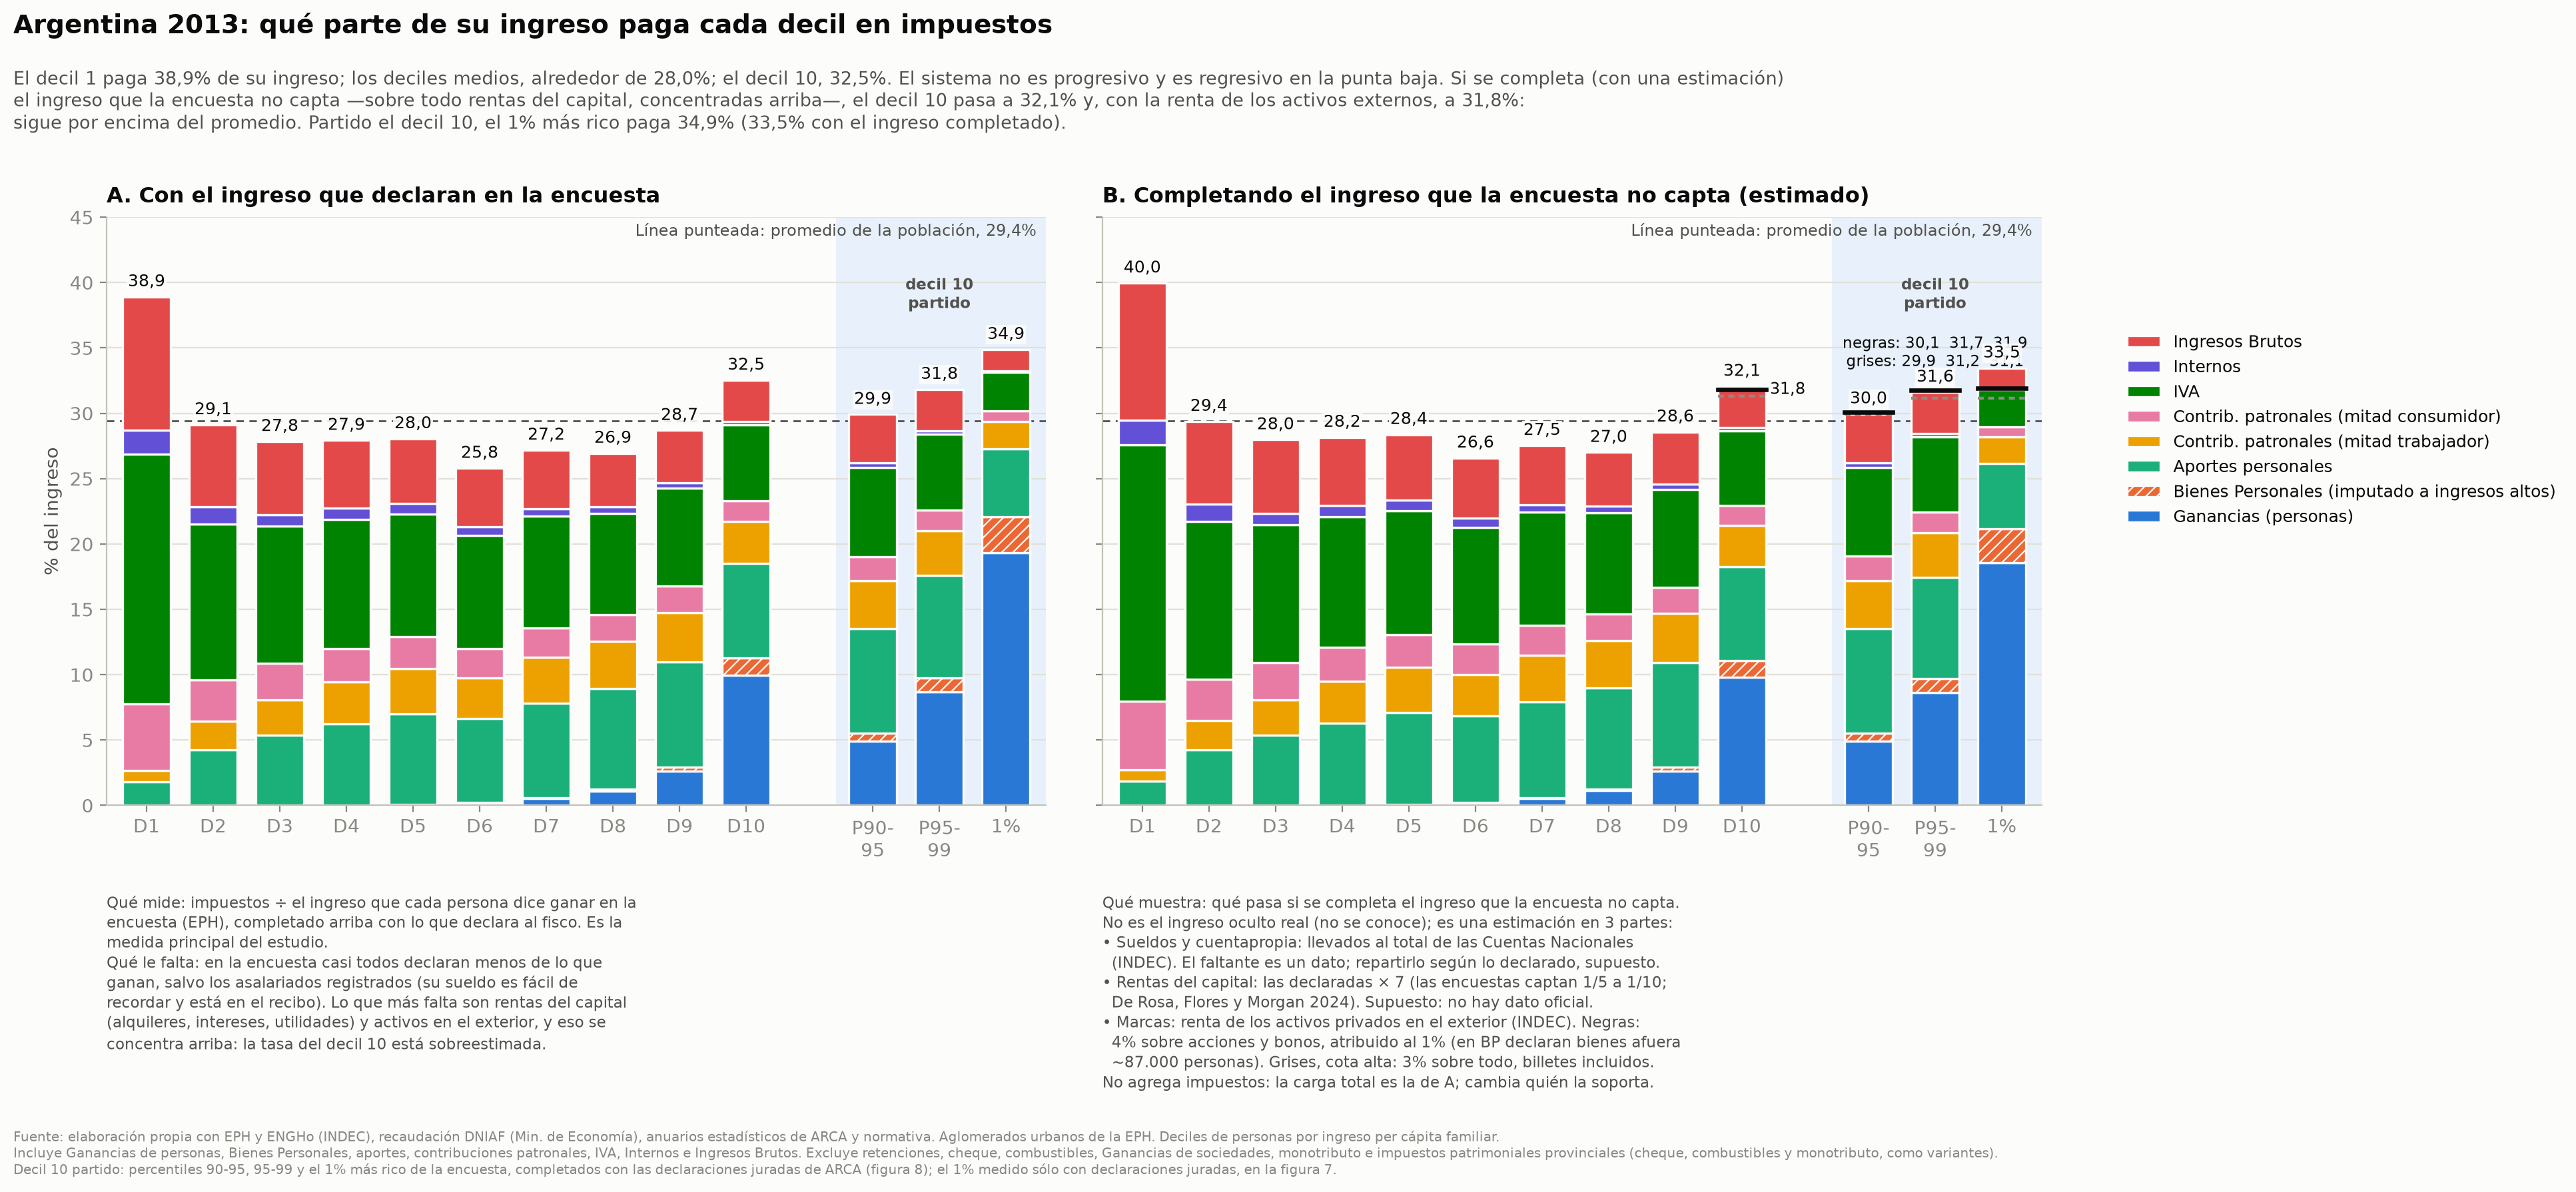 Argentina 2013: qué parte de su ingreso paga cada decil en impuestos
El decil 1 paga 38,9% de su ingreso; los deciles medios, alrededor de 28,0%; el decil 10, 32,5%. El sistema no es progresivo y es regresivo en la punta baja. Si se completa (con una estimación)
el ingreso que la encuesta no capta —sobre todo rentas del capital, concentradas arriba—, el decil 10 pasa a 32,1% y, con la renta de los activos externos, a 31,8%:
sigue por encima del promedio. Partido el decil 10, el 1% más rico paga 34,9% (33,5% con el ingreso completado).
A. Con el ingreso que declaran en la encuesta
Línea punteada: promedio de la población, 29,4%
decil 10
partido
% del ingreso
45
40
35
30
25
20
15
10
5
0
38,9
29,1
27,8
27,9
28,0
25,8
27,2
26,9
28,7
32,5
29,9
31,8
34,9
D1
D2
D3
D4
D5
D6
D7
D8
D9
D10
P90-
95
P95-
99
1%
B. Completando el ingreso que la encuesta no capta (estimado)
Línea punteada: promedio de la población, 29,4%
decil 10
partido
negras: 30,1 31,7 31,9
grises: 29,9 31,2 31,1
40,0
29,4
28,0
28,2
28,4
26,6
27,5
27,0
28,6
32,1
31,8
30,0
31,6
33,5
D1
D2
D3
D4
D5
D6
D7
D8
D9
D10
P90-
95
P95-
99
1%
Ingresos Brutos
Internos
IVA
Contrib. patronales (mitad consumidor)
Contrib. patronales (mitad trabajador)
Aportes personales
Bienes Personales (imputado a ingresos altos)
Ganancias (personas)
Qué mide: impuestos ÷ el ingreso que cada persona dice ganar en la
encuesta (EPH), completado arriba con lo que declara al fisco. Es la
medida principal del estudio.
Qué le falta: en la encuesta casi todos declaran menos de lo que
ganan, salvo los asalariados registrados (su sueldo es fácil de
recordar y está en el recibo). Lo que más falta son rentas del capital
(alquileres, intereses, utilidades) y activos en el exterior, y eso se
concentra arriba: la tasa del decil 10 está sobreestimada.
Qué muestra: qué pasa si se completa el ingreso que la encuesta no capta.
No es el ingreso oculto real (no se conoce); es una estimación en 3 partes:
• Sueldos y cuentapropia: llevados al total de las Cuentas Nacionales
(INDEC). El faltante es un dato; repartirlo según lo declarado, supuesto.
• Rentas del capital: las declaradas × 7 (las encuestas captan 1/5 a 1/10;
De Rosa, Flores y Morgan 2024). Supuesto: no hay dato oficial.
• Marcas: renta de los activos privados en el exterior (INDEC). Negras:
4% sobre acciones y bonos, atribuido al 1% (en BP declaran bienes afuera
~87.000 personas). Grises, cota alta: 3% sobre todo, billetes incluidos.
No agrega impuestos: la carga total es la de A; cambia quién la soporta.
Fuente: elaboración propia con EPH y ENGHo (INDEC), recaudación DNIAF (Min. de Economía), anuarios estadísticos de ARCA y normativa. Aglomerados urbanos de la EPH. Deciles de personas por ingreso per cápita familiar.
Incluye Ganancias de personas, Bienes Personales, aportes, contribuciones patronales, IVA, Internos e Ingresos Brutos. Excluye retenciones, cheque, combustibles, Ganancias de sociedades, monotributo e impuestos patrimoniales provinciales (cheque, combustibles y monotributo, como variantes).
Decil 10 partido: percentiles 90-95, 95-99 y el 1% más rico de la encuesta, completados con las declaraciones juradas de ARCA (figura 8); el 1% medido sólo con declaraciones juradas, en la figura 7.